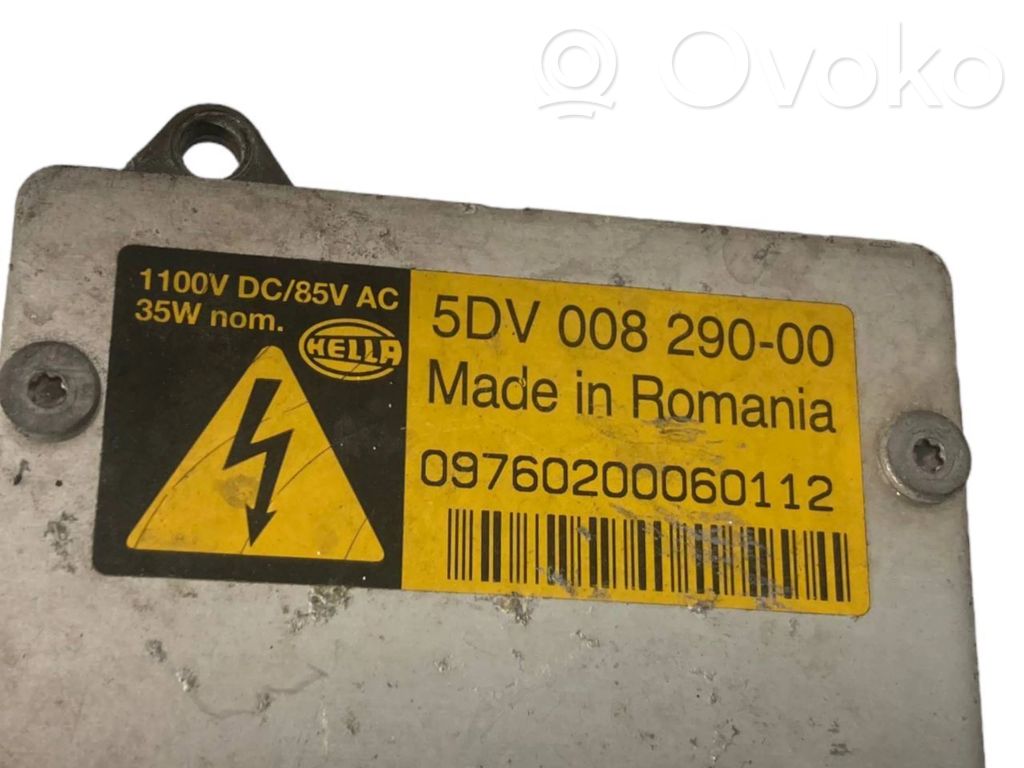 Ovoko
1100V DC/85V AC
35W nom.
HELLA
5DV 008 290-00
Made in Romania
09760200060112